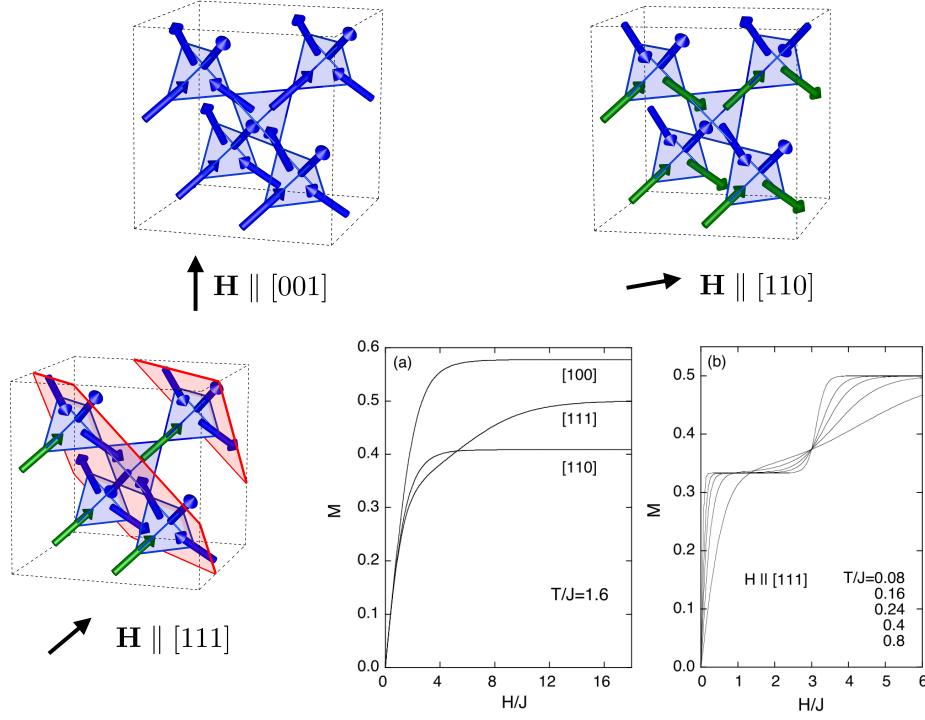 H ∥ [001]
H ∥ [110]
H ∥ [111]
(a)
[100]
[111]
[110]
T/J=1.6
M
0.6
0.5
0.4
0.3
0.2
0.1
0.0
0 4 8 12 16
H/J
(b)
H II [111]
T/J=0.08
0.16
0.24
0.4
0.8
M
0.5
0.4
0.3
0.2
0.1
0.0
0 1 2 3 4 5 6
H/J